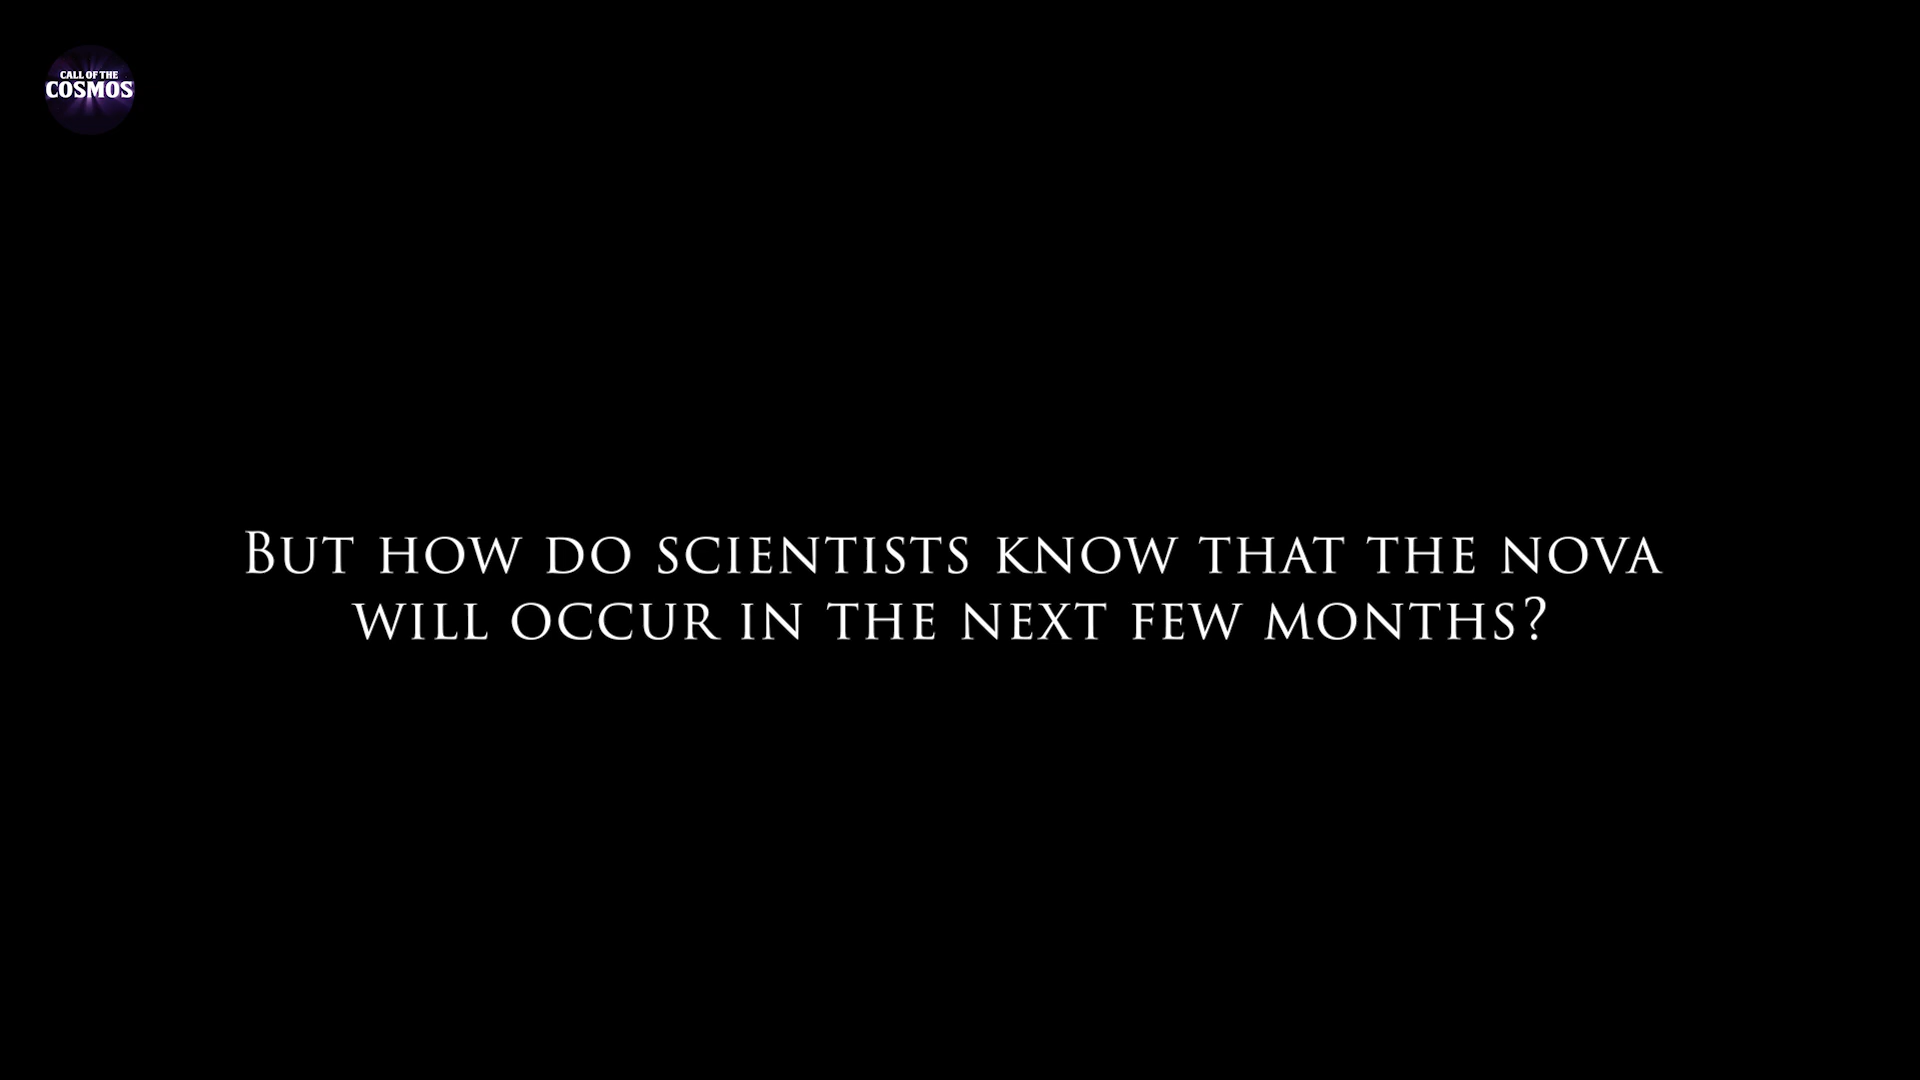 CALL OF THE
COSMOS
BUT HOW DO SCIENTISTS KNOW THAT THE NOVA
WILL OCCUR IN THE NEXT FEW MONTHS?